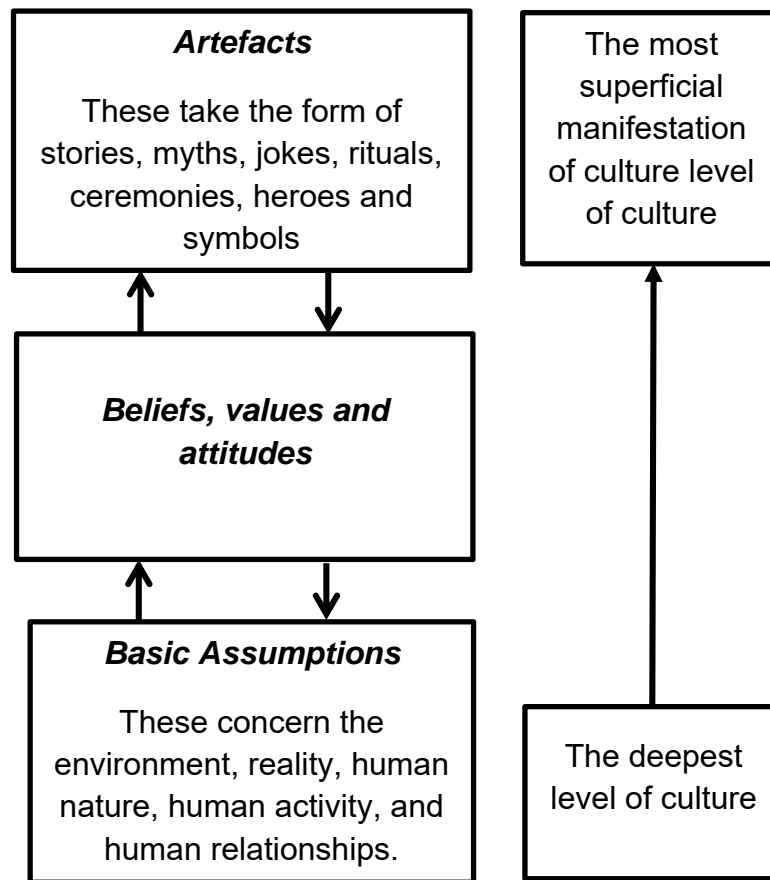 Artefacts
These take the form of
stories, myths, jokes, rituals,
ceremonies, heroes and
symbols
The most
superficial
manifestation
of culture level
of culture
Beliefs, values and
attitudes
Basic Assumptions
These concern the
environment, reality, human
nature, human activity, and
human relationships.
The deepest
level of culture